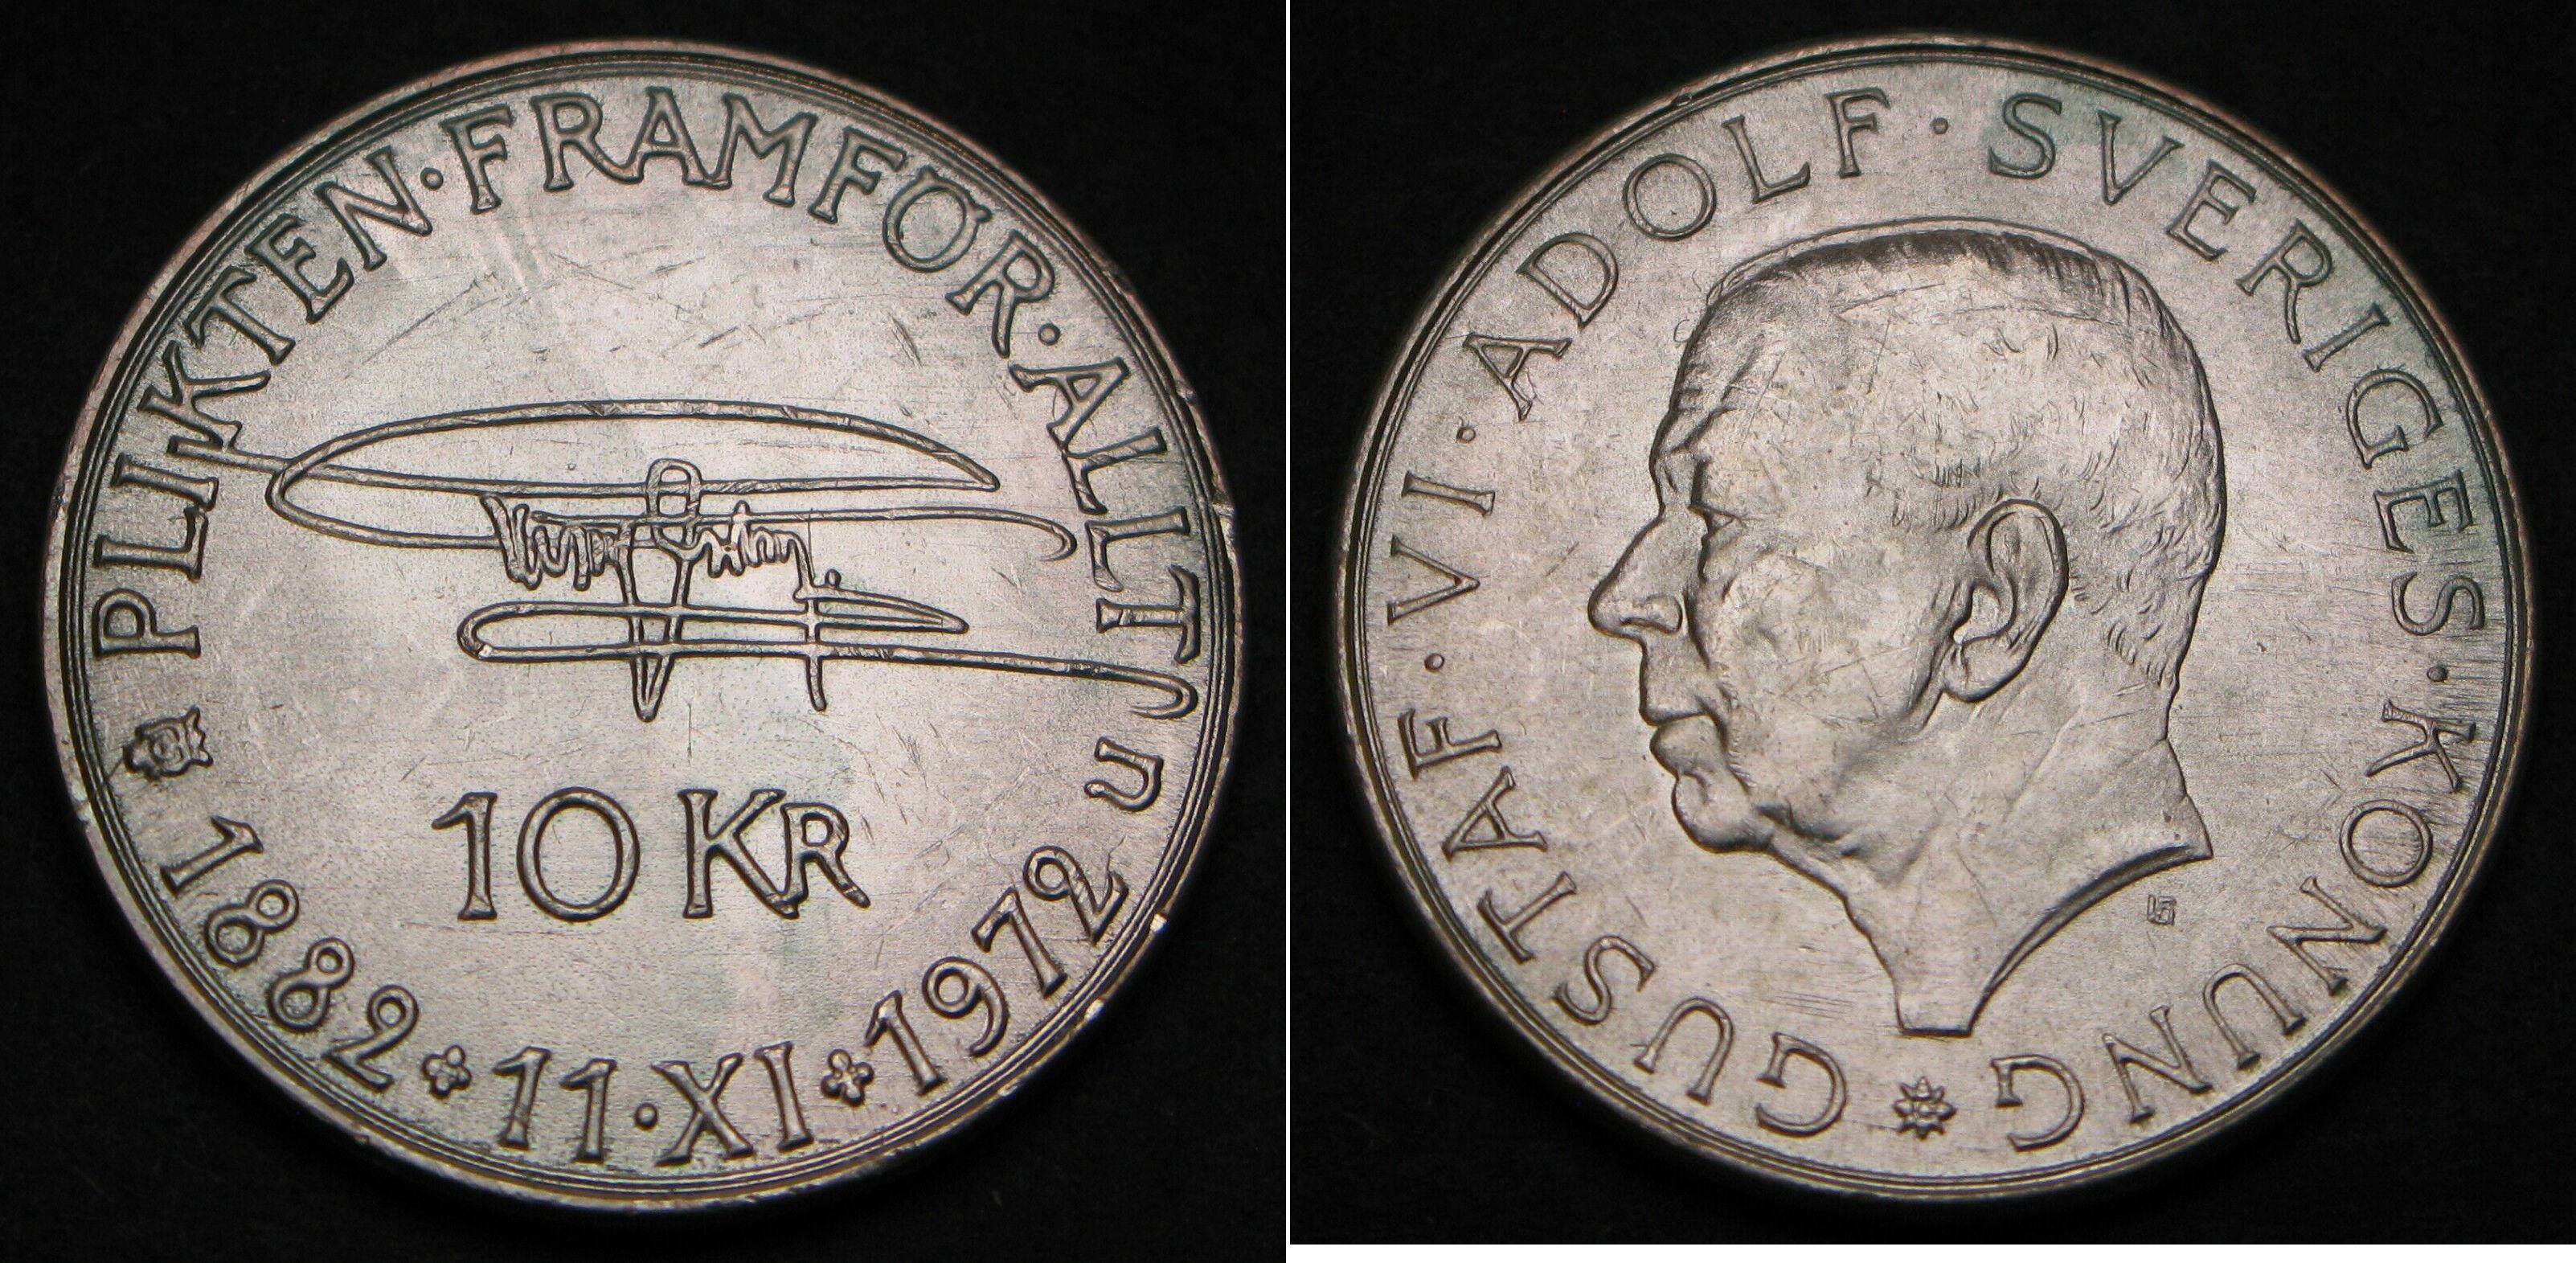 PLIKTEN·FRAMFÖR·ALLT
U
1882 11·XI 1972
10 KR
GUSTAF·VI·ADOLF·SVERIGES·KONUNG